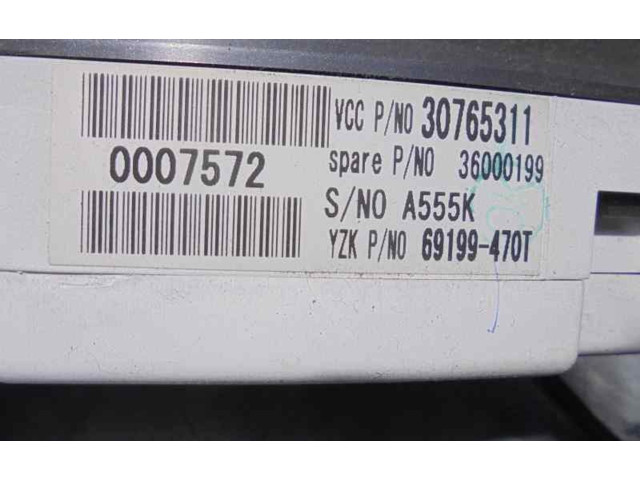 0007572
VCC P/NO 30765311
spare P/NO 36000199
S/NO A555K
YZK P/NO 69199-470T